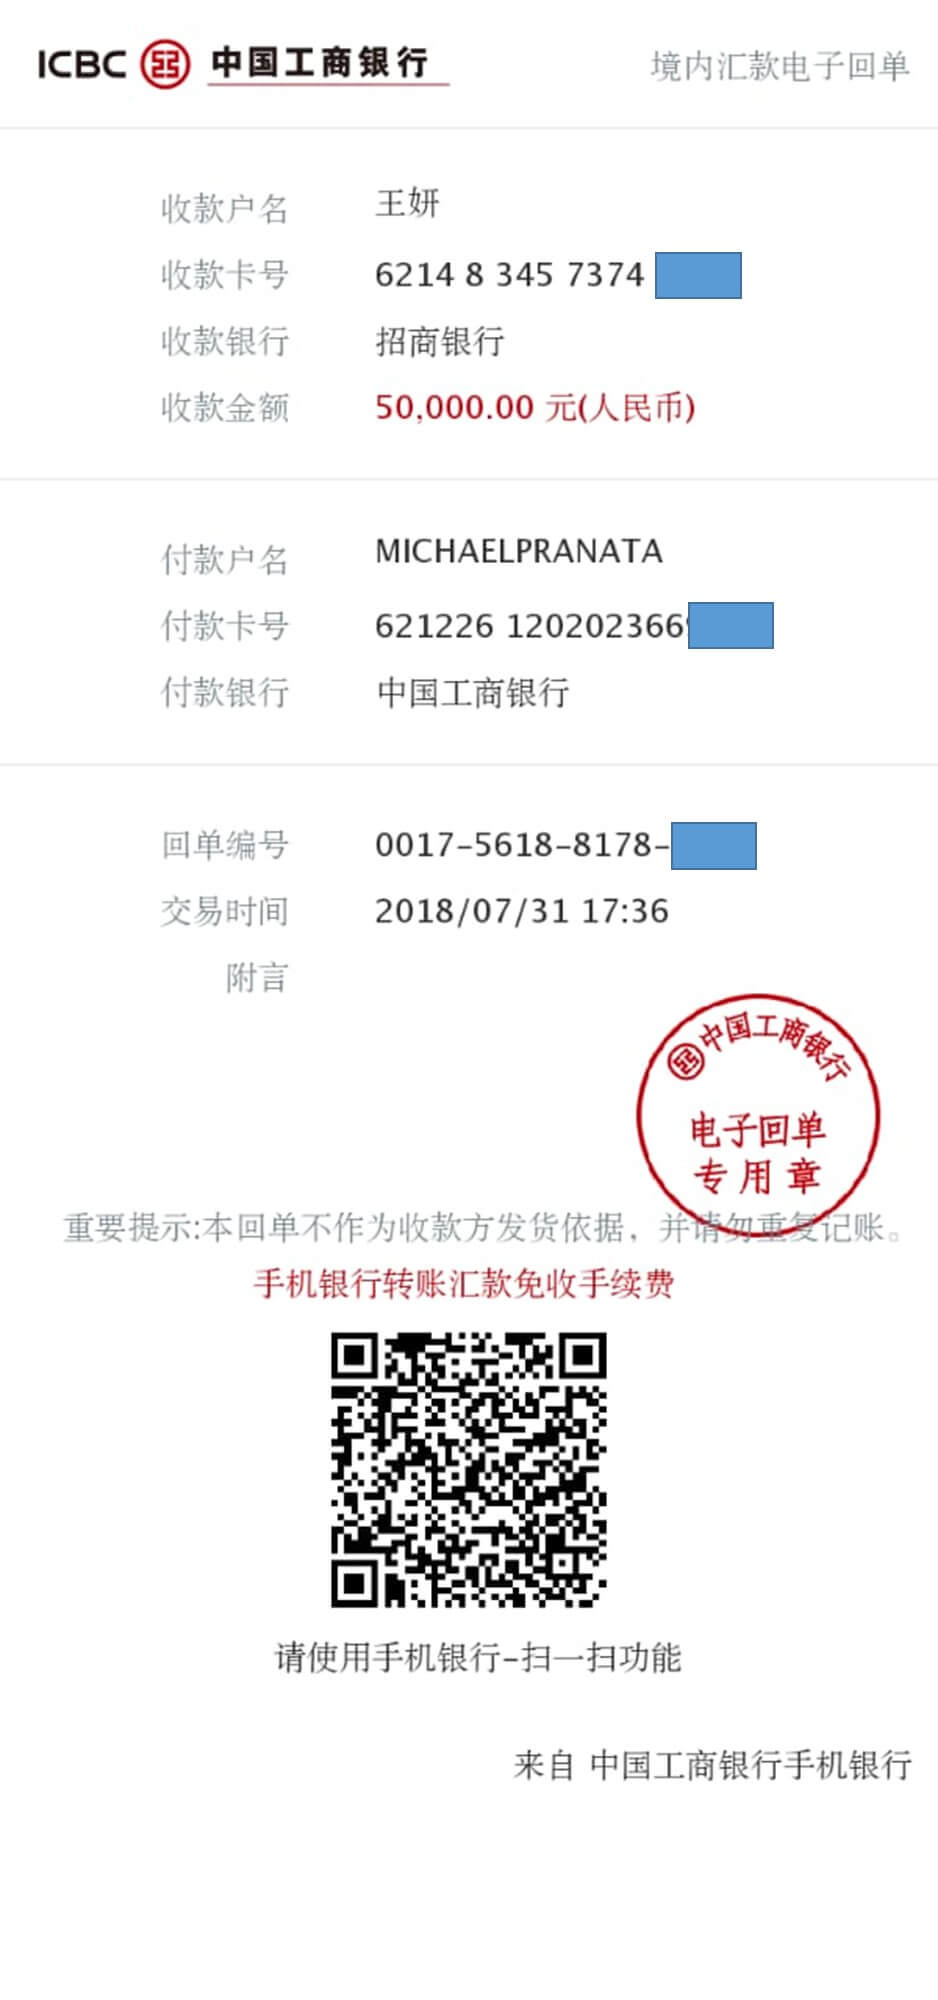 ICBC 中国工商银行 境内汇款电子回单
收款户名 王妍
收款卡号 6214 8 345 7374
收款银行 招商银行
收款金额 50,000.00 元(人民币)
付款户名 MICHAELPRANATA
付款卡号 621226 120202366
付款银行 中国工商银行
回单编号 0017-5618-8178-
交易时间 2018/07/31 17:36
附言
中国工商银行
电子回单
专用章
重要提示:本回单不作为收款方发货依据，并请勿重复记账。
手机银行转账汇款免收手续费
请使用手机银行-扫一扫功能
来自 中国工商银行手机银行